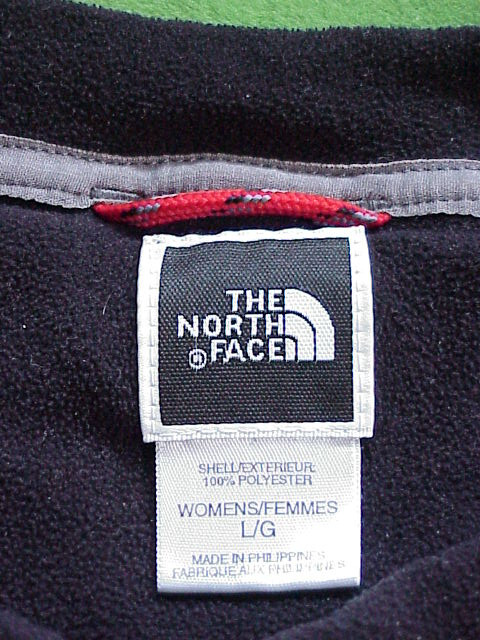 THE
NORTH
FACE
®
SHELL/EXTERIEUR:
100% POLYESTER
WOMENS/FEMMES
L/G
MADE IN PHILIPPINES
FABRIQUE AUX PHILIPPINES